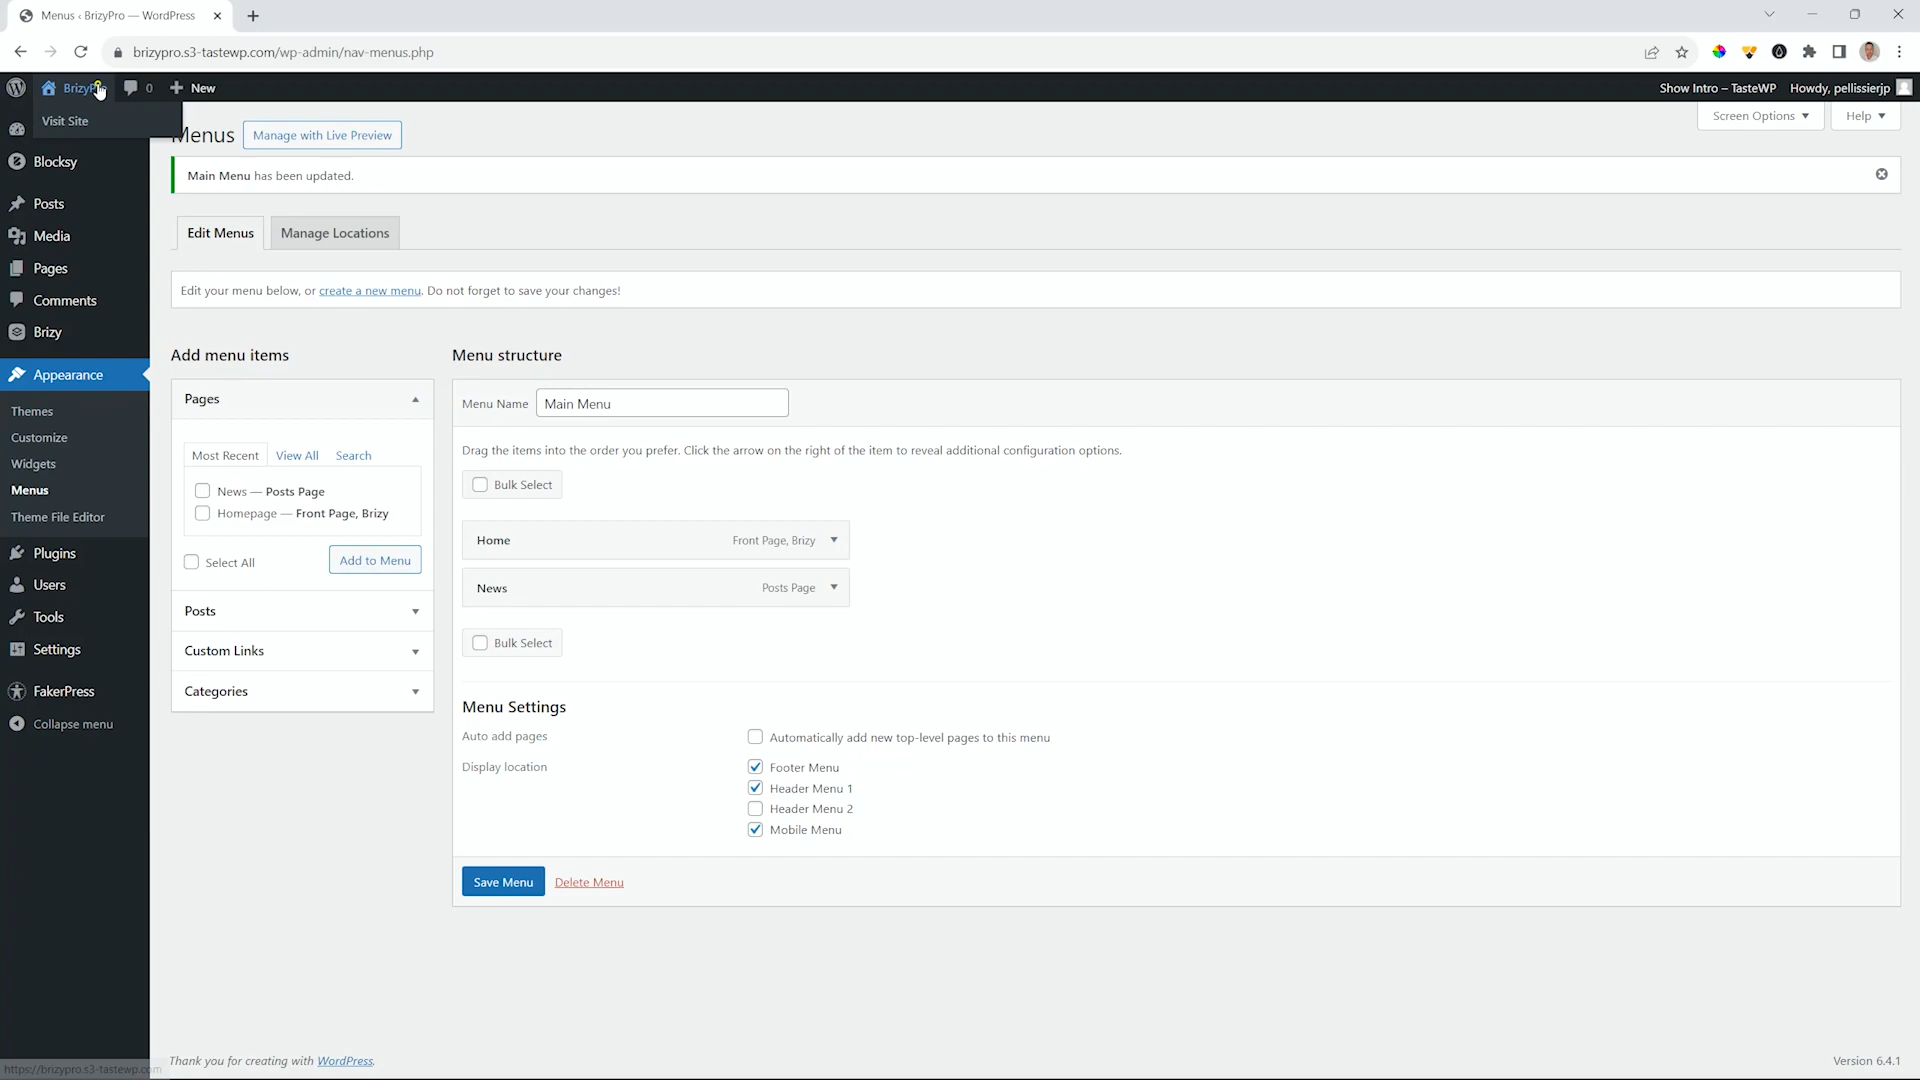 Menus ‹ BrizyPro — WordPress
brizypro.s3-tastewp.com/wp-admin/nav-menus.php
0
New
Show Intro – TasteWP
Howdy, pellissierjp
Visit Site
Menus
Manage with Live Preview
Screen Options
Help
Main Menu has been updated.
Blocksy
Posts
Media
Pages
Comments
Brizy
Appearance
Themes
Customize
Widgets
Menus
Theme File Editor
Plugins
Users
Tools
Settings
FakerPress
Collapse menu
Edit Menus
Manage Locations
Edit your menu below, or create a new menu. Do not forget to save your changes!
Add menu items
Pages
Most Recent
View All
Search
News — Posts Page
Homepage — Front Page, Brizy
Select All
Add to Menu
Posts
Custom Links
Categories
Menu structure
Menu Name
Main Menu
Drag the items into the order you prefer. Click the arrow on the right of the item to reveal additional configuration options.
Bulk Select
Home
Front Page, Brizy
News
Posts Page
Bulk Select
Menu Settings
Auto add pages
Automatically add new top-level pages to this menu
Display location
Footer Menu
Header Menu 1
Header Menu 2
Mobile Menu
Save Menu
Delete Menu
Thank you for creating with WordPress.
Version 6.4.1
https://brizypro.s3-tastewp.com